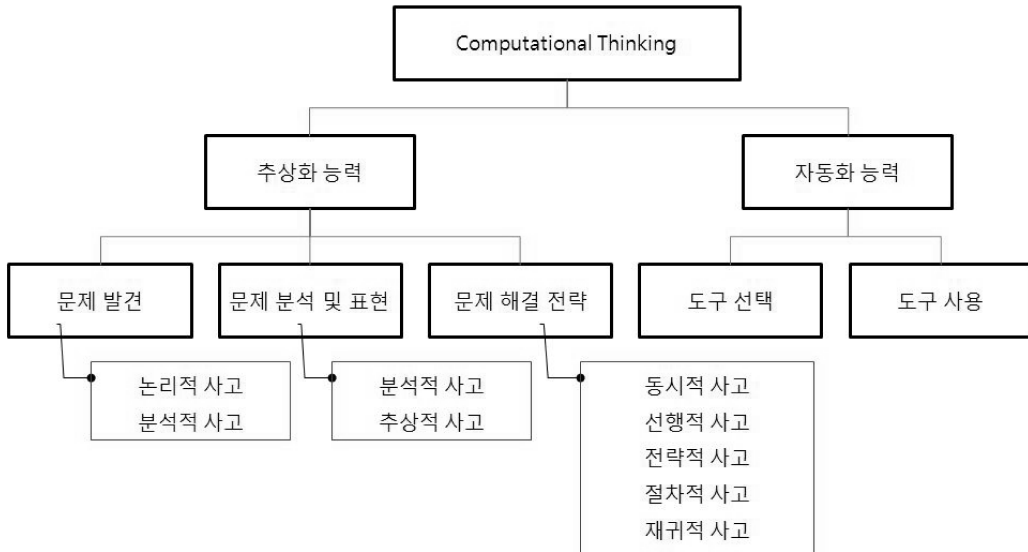 Computational Thinking
추상화 능력
자동화 능력
문제 발견
문제 분석 및 표현
문제 해결 전략
도구 선택
도구 사용
논리적 사고
분석적 사고
분석적 사고
추상적 사고
동시적 사고
선행적 사고
전략적 사고
절차적 사고
재귀적 사고